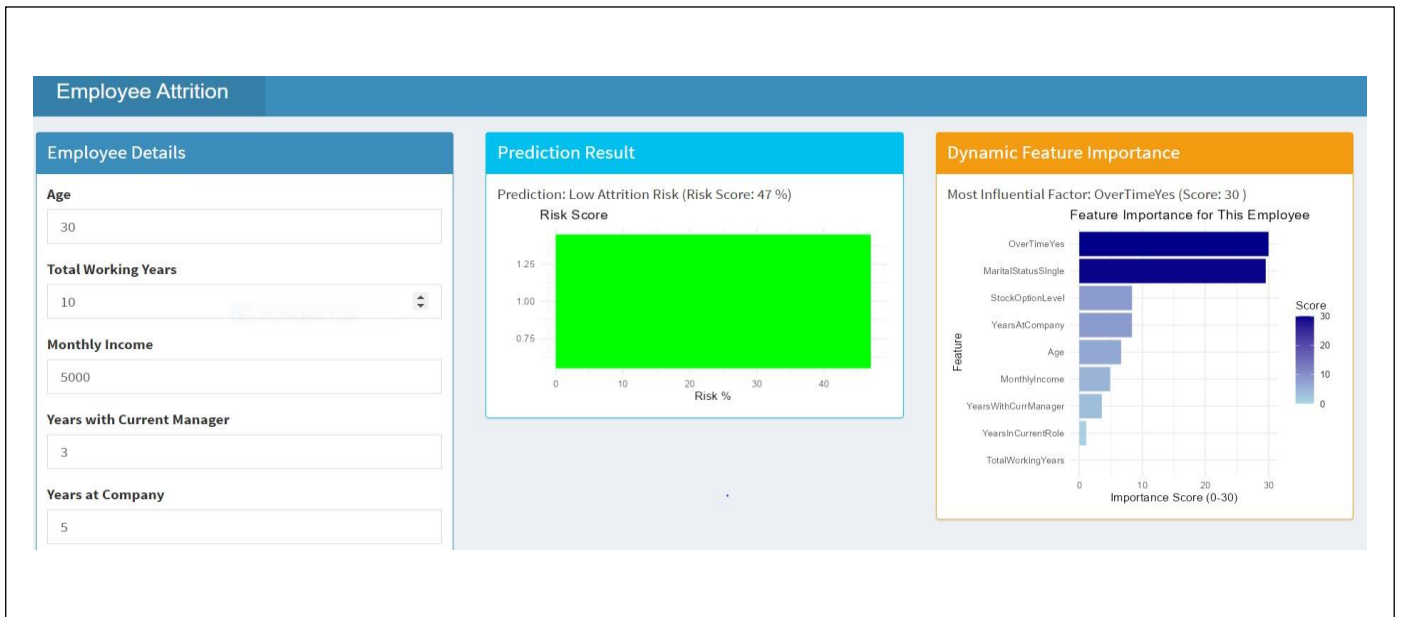 Employee Attrition
Employee Details
Age
30
Total Working Years
10
Monthly Income
5000
Years with Current Manager
3
Years at Company
5
Prediction Result
Prediction: Low Attrition Risk (Risk Score: 47 %)
Risk Score
1.25
1.00
0.75
0 10 20 30 40
Risk %
Dynamic Feature Importance
Most Influential Factor: OverTimeYes (Score: 30 )
Feature Importance for This Employee
Feature
OverTimeYes
MaritalStatusSingle
StockOptionLevel
YearsAtCompany
Age
MonthlyIncome
YearsWithCurrManager
YearsInCurrentRole
TotalWorkingYears
0 10 20 30
Importance Score (0-30)
Score
30
20
10
0